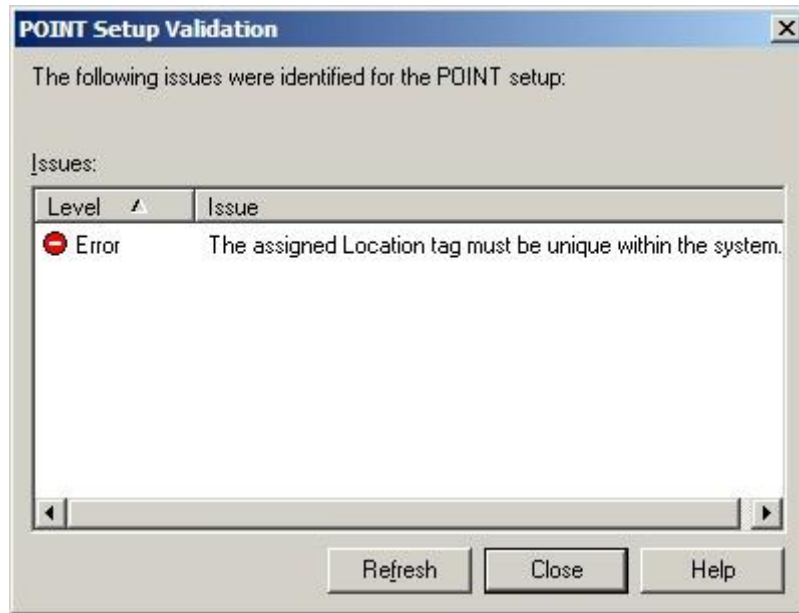 POINT Setup Validation
The following issues were identified for the POINT setup:
Issues:
Level Issue
Error The assigned Location tag must be unique within the system.
Refresh Close Help